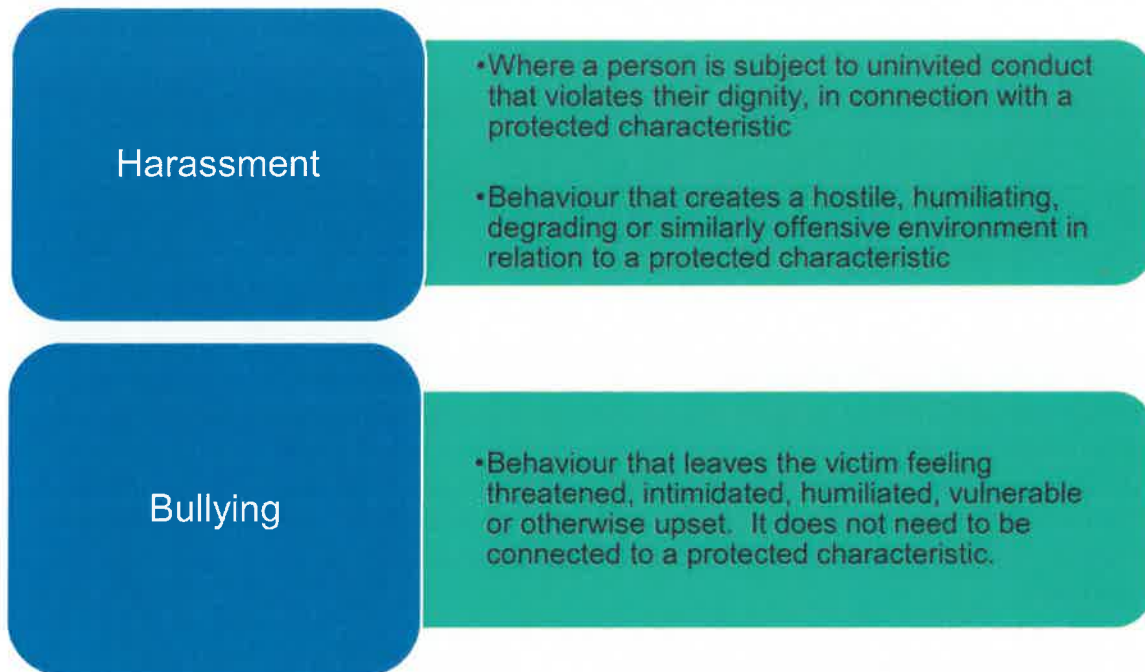 Harassment
•Where a person is subject to uninvited conduct
that violates their dignity, in connection with a
protected characteristic
•Behaviour that creates a hostile, humiliating,
degrading or similarly offensive environment in
relation to a protected characteristic
Bullying
•Behaviour that leaves the victim feeling
threatened, intimidated, humiliated, vulnerable
or otherwise upset.  It does not need to be
connected to a protected characteristic.